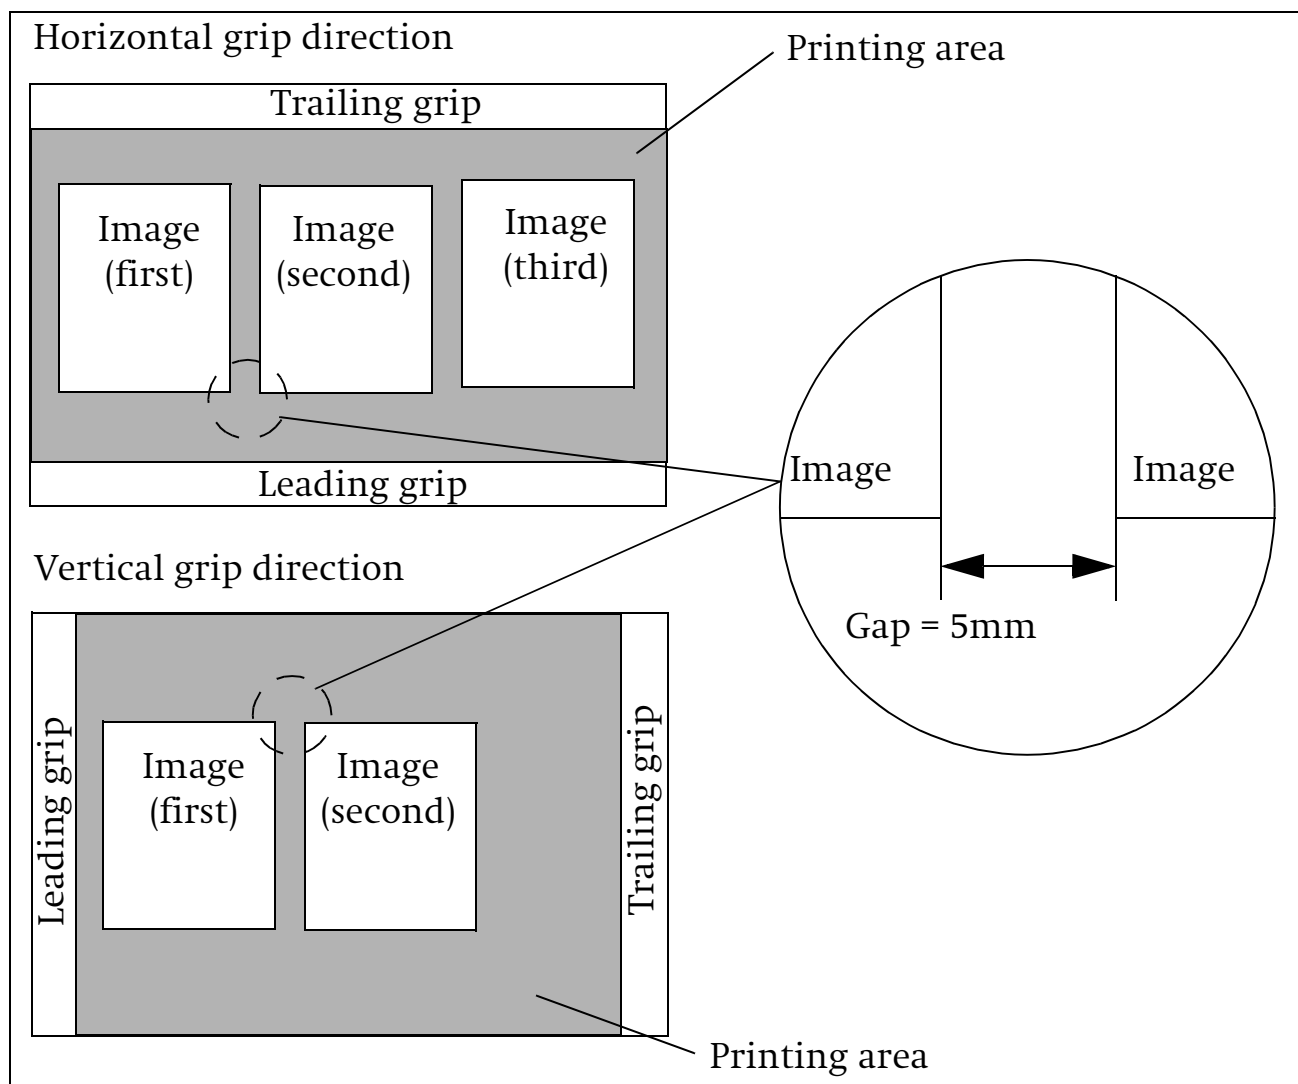 Horizontal grip direction
Printing area
Trailing grip
Image
(first)
Image
(second)
Image
(third)
Leading grip
Image
Image
Gap = 5mm
Vertical grip direction
Leading grip
Image
(first)
Image
(second)
Trailing grip
Printing area